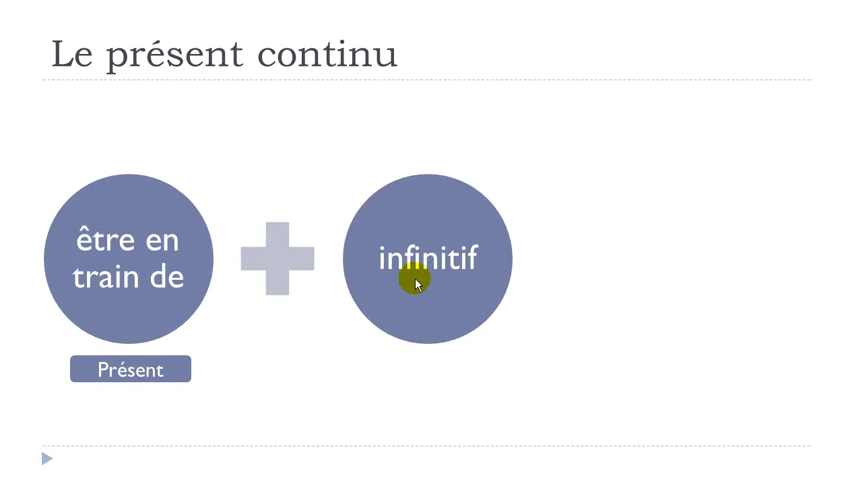 Le présent continu
être en
train de
infinitif
Présent